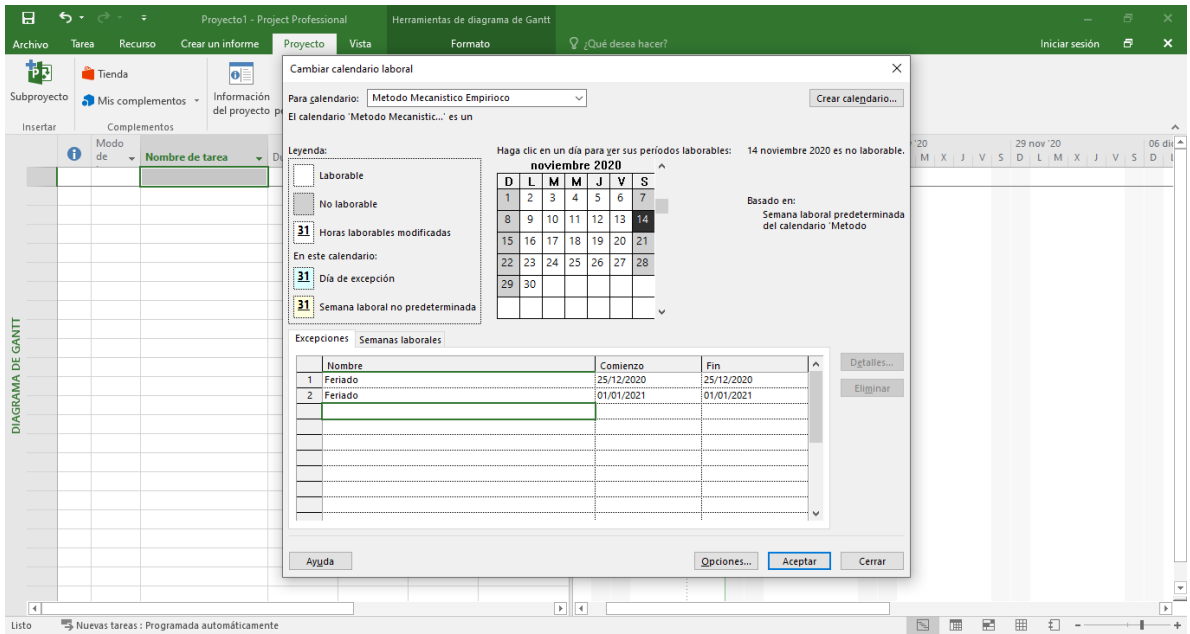 Proyecto1 - Project Professional
Herramientas de diagrama de Gantt
Archivo Tarea Recurso Crear un informe Proyecto Vista Formato ¿Qué desea hacer? Iniciar sesión
Subproyecto
Tienda
Mis complementos
Información
del proyecto
Insertar
Complementos
Cambiar calendario laboral
Para calendario: Metodo Mecanistico Empirioco
Crear calendario...
El calendario 'Metodo Mecanistic...' es un
Modo
de
Nombre de tarea
Leyenda:
Laborable
No laborable
31 Horas laborables modificadas
En este calendario:
31 Día de excepción
31 Semana laboral no predeterminada
Haga clic en un día para ver sus períodos laborables:
noviembre 2020
D L M M J V S
1 2 3 4 5 6 7
8 9 10 11 12 13 14
15 16 17 18 19 20 21
22 23 24 25 26 27 28
29 30
14 noviembre 2020 es no laborable.
Basado en:
Semana laboral predeterminada
del calendario 'Metodo
'20 29 nov '20 06 dic
M X J V S D L M X J V S D
Excepciones Semanas laborales
Nombre Comienzo Fin
1 Feriado 25/12/2020 25/12/2020
2 Feriado 01/01/2021 01/01/2021
Detalles...
Eliminar
DIAGRAMA DE GANTT
Ayuda Opciones... Aceptar Cerrar
Listo Nuevas tareas : Programada automáticamente